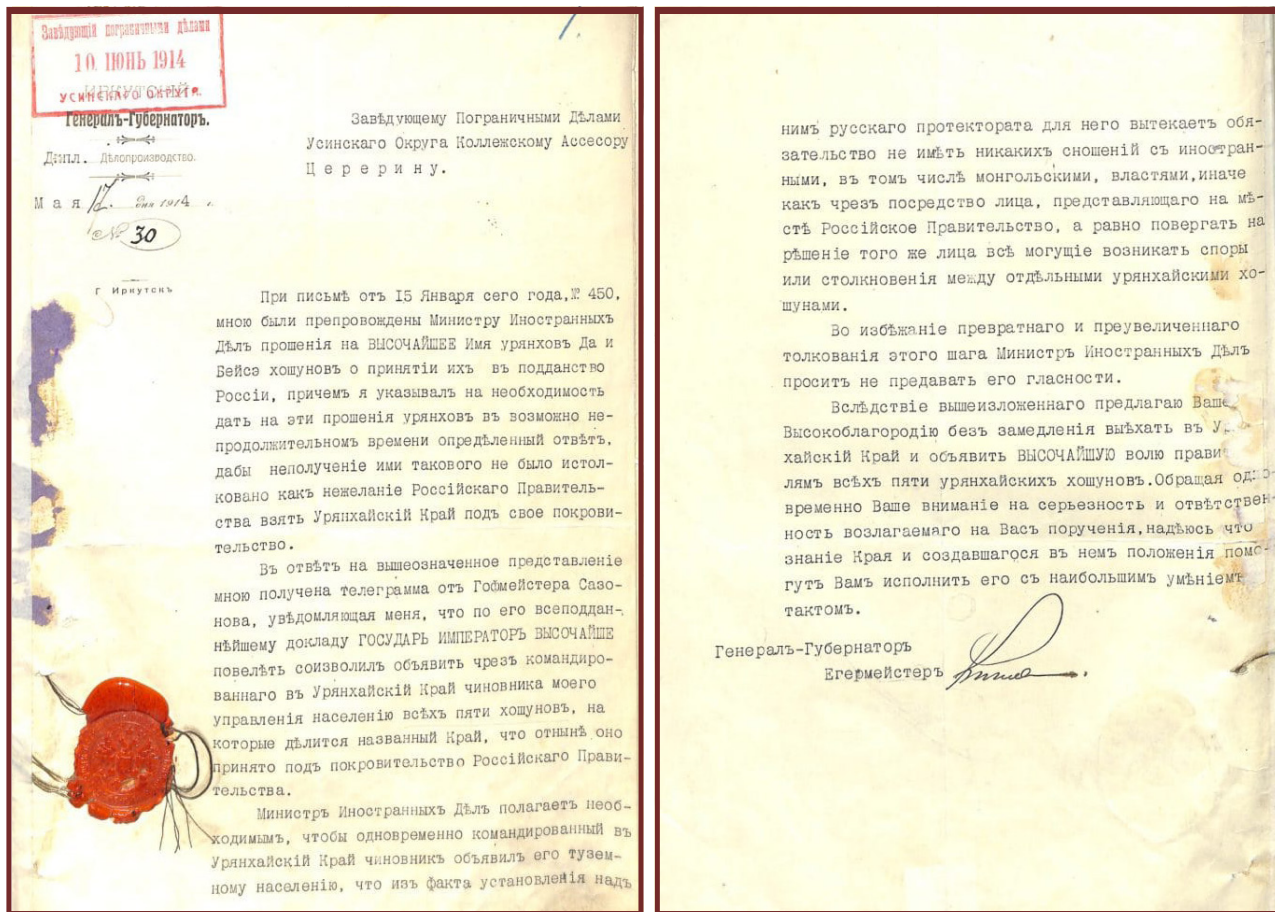 Завѣдующій пограничными дѣлами
10. ІЮНЬ 1914
УСИНСКАГО ОКРУГА.
ИРКУТСКІЙ
Генералъ-Губернаторъ.
Дѣлопроизводство.
Мая 17 дня 1914 г.
№ 30
Г Иркутскъ
1.
Завѣдующему Пограничными Дѣлами
Усинскаго Округа Коллежскому Ассесору
Церерину.
При письмѣ отъ 15 Января сего года,№ 450,
мною были препровождены Министру Иностранныхъ
Дѣлъ прошенія на ВЫСОЧАЙШЕЕ Имя урянховъ Да и
Бейсэ хошуновъ о принятіи ихъ въ подданство
Россіи, причемъ я указывалъ на необходимость
дать на эти прошенія урянховъ въ возможно не-
продолжительномъ времени опредѣленный отвѣтъ,
дабы неполученіе ими такового не было истол-
ковано какъ нежеланіе Россійскаго Правитель-
ства взять Урянхайскій Край подъ свое покрови-
тельство.
Въ отвѣтъ на вышеозначенное представленіе
мною получена телеграмма отъ Гофмейстера Сазо-
нова, увѣдомляющая меня, что по его всеподдан-
нѣйшему докладу ГОСУДАРЬ ИМПЕРАТОРЪ ВЫСОЧАЙШЕ
повелѣть соизволилъ объявить чрезъ командиро-
ваннаго въ Урянхайскій Край чиновника моего
управленія населенію всѣхъ пяти хошуновъ, на
которые дѣлится названный Край, что отнынѣ оно
принято подъ покровительство Россійскаго Прави-
тельства.
Министръ Иностранныхъ Дѣлъ полагаетъ необ-
ходимымъ, чтобы одновременно командированный въ
Урянхайскій Край чиновникъ объявилъ его тузем-
ному населенію, что изъ факта установленія надъ
нимъ русскаго протектората для него вытекаетъ обя-
зательство не имѣть никакихъ сношеній съ иностран-
ными, въ томъ числѣ монгольскими, властями,иначе
какъ чрезъ посредство лица, представляющаго на мѣ-
стѣ Россійское Правительство, а равно повергать на
рѣшеніе того же лица всѣ могущіе возникать споры
или столкновенія между отдѣльными урянхайскими хо-
шунами.
Во избѣжаніе превратнаго и преувеличеннаго
толкованія этого шага Министръ Иностранныхъ Дѣлъ
проситъ не предавать его гласности.
Вслѣдствіе вышеизложеннаго предлагаю Ваше
Высокоблагородію безъ замедленія выѣхать въ У
хайскій Край и объявить ВЫСОЧАЙШУЮ волю прави
лямъ всѣхъ пяти урянхайскихъ хошуновъ.Обращая одно-
временно Ваше вниманіе на серьезность и отвѣтствен-
ность возлагаемаго на Васъ порученія,надѣюсь что
знаніе Края и создавшагося въ немъ положенія помо-
гутъ Вамъ исполнить его съ наибольшимъ умѣніемъ
тактомъ.
Генералъ-Губернаторъ
Егермейстеръ